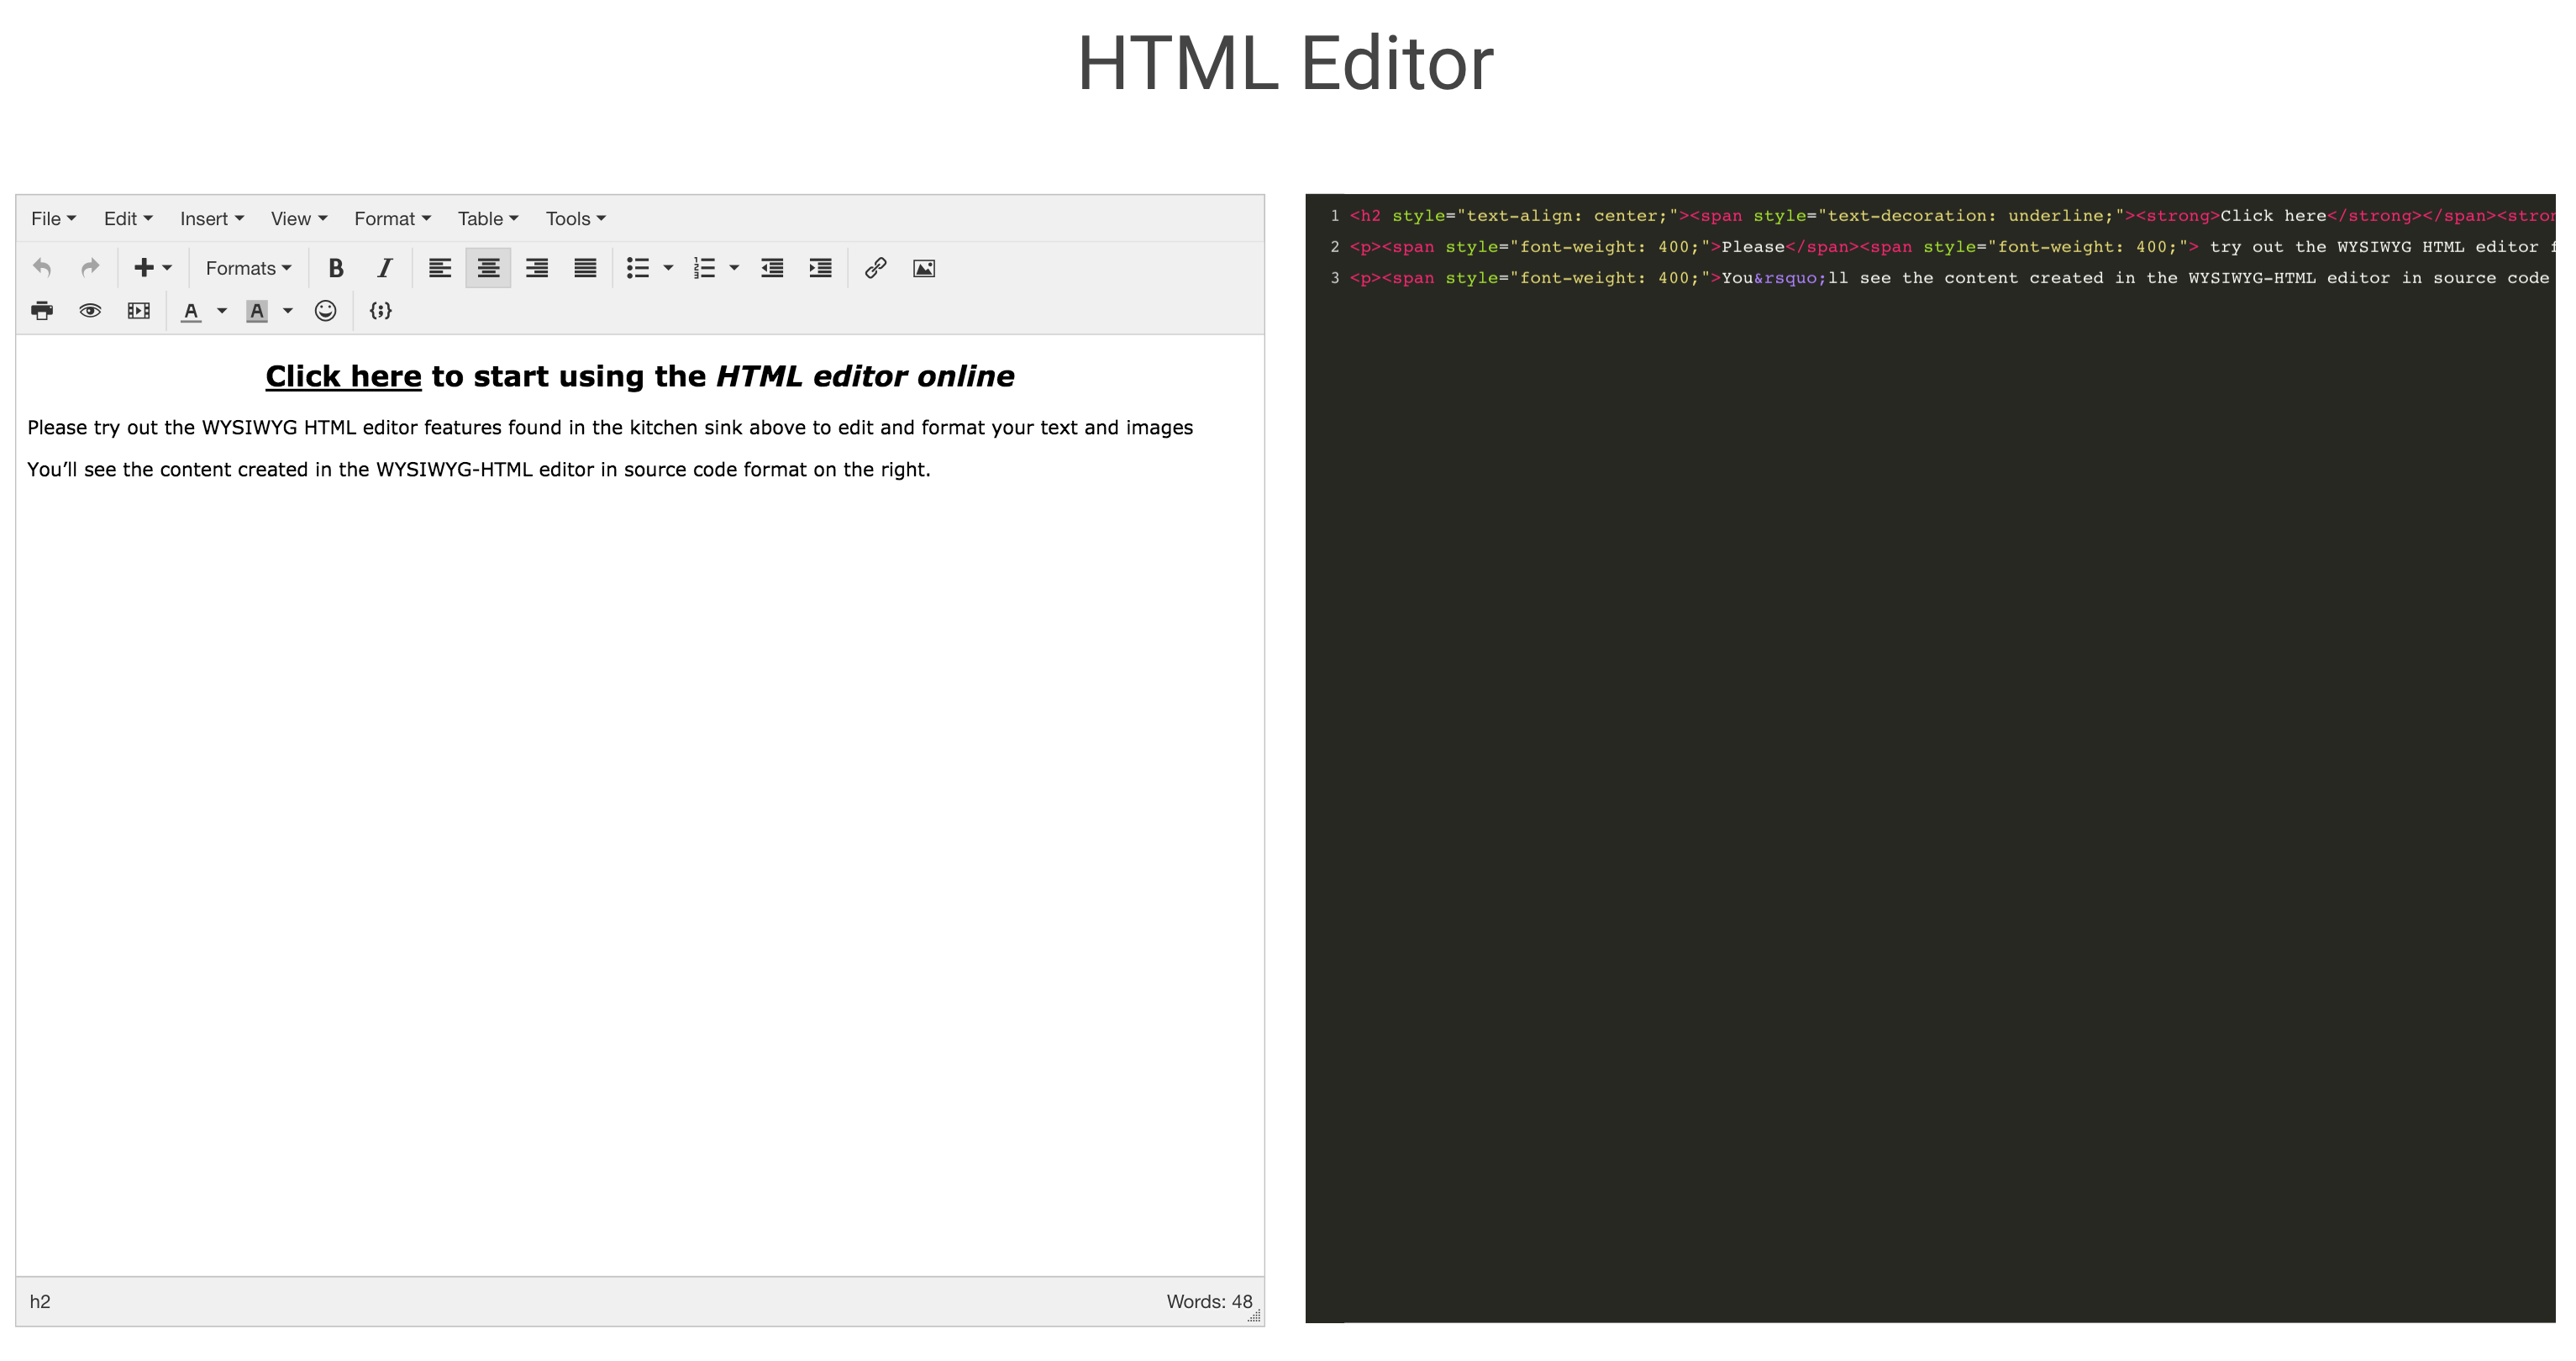 HTML Editor
File Edit Insert View Format Table Tools
Formats B I
A A {;}
Click here to start using the HTML editor online
Please try out the WYSIWYG HTML editor features found in the kitchen sink above to edit and format your text and images
You’ll see the content created in the WYSIWYG-HTML editor in source code format on the right.
h2 Words: 48
1 <h2 style="text-align: center;"><span style="text-decoration: underline;"><strong>Click here</strong></span><stron
2 <p><span style="font-weight: 400;">Please</span><span style="font-weight: 400;"> try out the WYSIWYG HTML editor f
3 <p><span style="font-weight: 400;">You&rsquo;ll see the content created in the WYSIWYG-HTML editor in source code